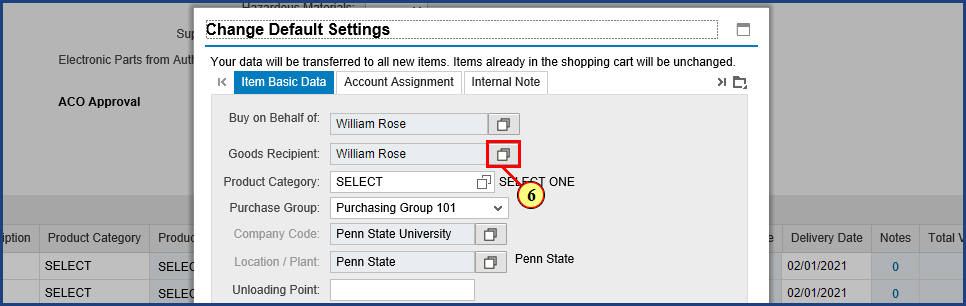 Hazardous Materials:
Change Default Settings
Sup
Your data will be transferred to all new items. Items already in the shopping cart will be unchanged.
Electronic Parts from Auth
Item Basic Data Account Assignment Internal Note
ACO Approval
Buy on Behalf of: William Rose
Goods Recipient: William Rose
Product Category: SELECT SELECT ONE
6
Purchase Group: Purchasing Group 101
Company Code: Penn State University
Location / Plant: Penn State Penn State
Unloading Point:
ription Product Category Produ e Delivery Date Notes Total V
SELECT SELEC 02/01/2021 0
SELECT SELEC 02/01/2021 0